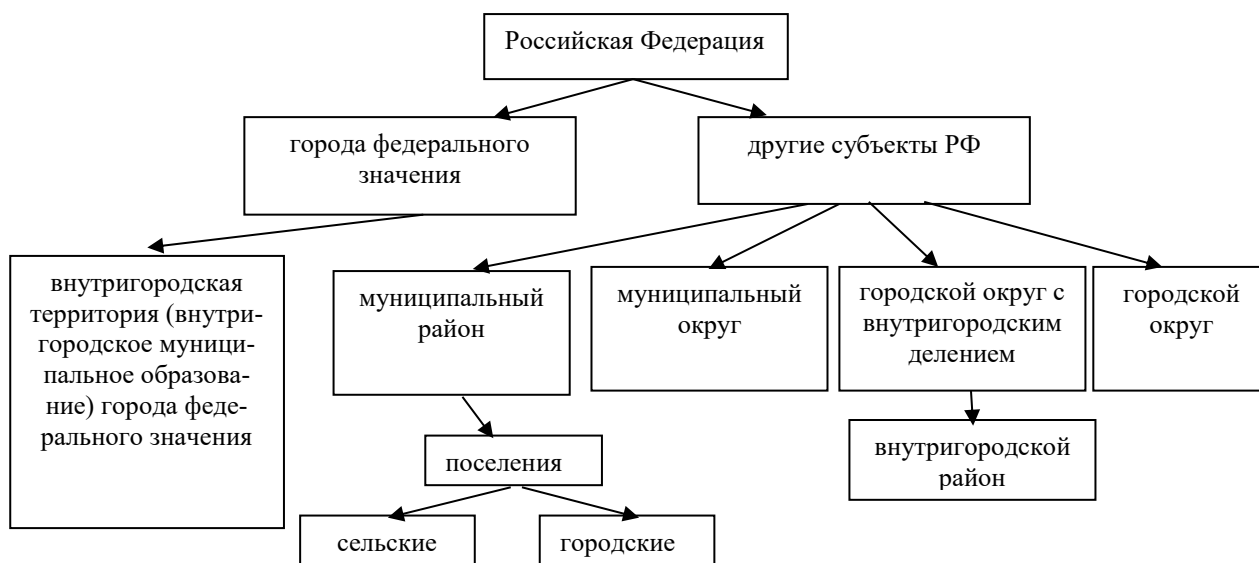 Российская Федерация
города федерального
значения
другие субъекты РФ
внутригородская
территория (внутри-
городское муници-
пальное образова-
ние) города феде-
рального значения
муниципальный
район
муниципальный
округ
городской округ с
внутригородским
делением
городской
округ
поселения
внутригородской
район
сельские
городские